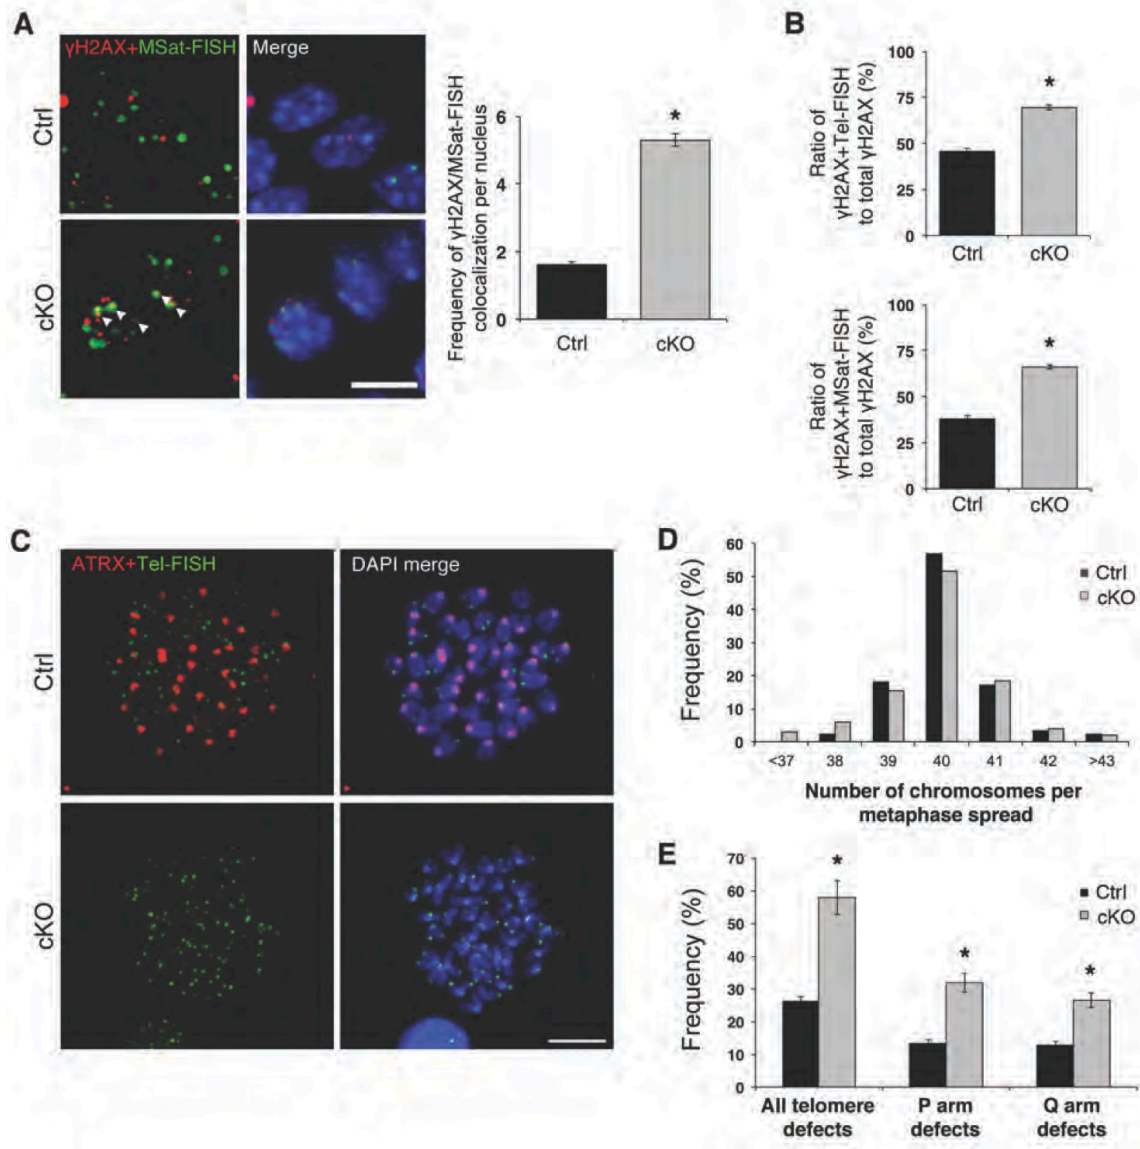 A
γH2AX+MSat-FISH
Merge
Ctrl
cKO
Frequency of γH2AX/MSat-FISH
colocalization per nucleus
6
4
2
0
Ctrl
cKO
*
B
Ratio of
γH2AX+Tel-FISH
to total γH2AX (%)
100
75
50
25
0
Ctrl
cKO
*
Ratio of
γH2AX+MSat-FISH
to total γH2AX (%)
100
75
50
25
0
Ctrl
cKO
*
C
ATRX+Tel-FISH
DAPI merge
Ctrl
cKO
D
Frequency (%)
60
50
40
30
20
10
0
Ctrl
cKO
<37 38 39 40 41 42 >43
Number of chromosomes per
metaphase spread
E
Frequency (%)
70
60
50
40
30
20
10
0
* * *
Ctrl
cKO
All telomere
defects
P arm
defects
Q arm
defects